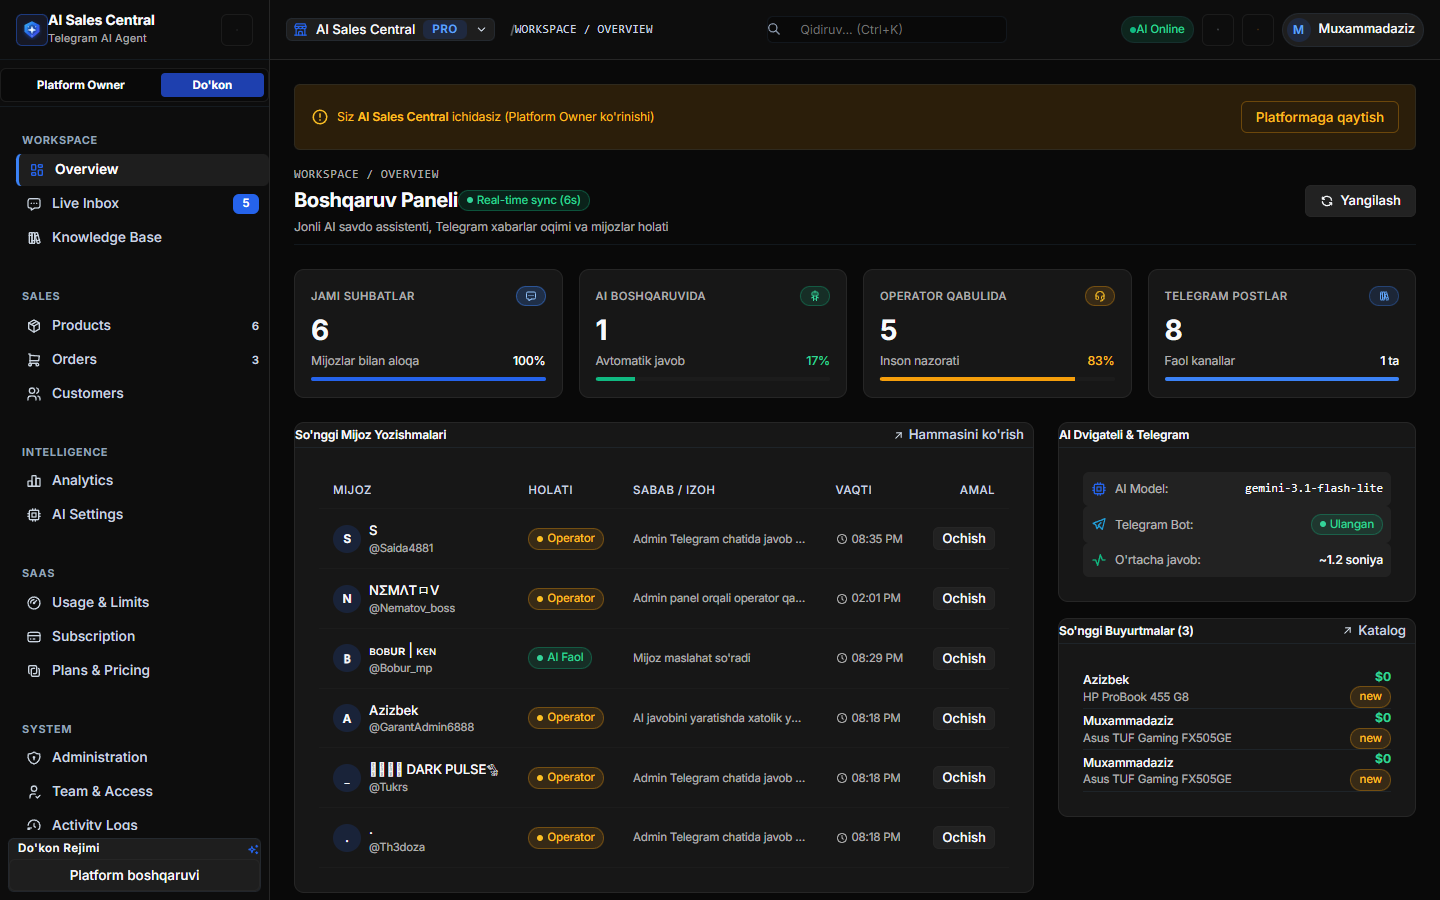 AI Sales Central
Telegram AI Agent
Platform Owner
Do'kon
WORKSPACE
Overview
Live Inbox 5
Knowledge Base
SALES
Products 6
Orders 3
Customers
INTELLIGENCE
Analytics
AI Settings
SAAS
Usage & Limits
Subscription
Plans & Pricing
SYSTEM
Administration
Team & Access
Activity Logs
Do'kon Rejimi
Platform boshqaruvi
AI Sales Central PRO
/WORKSPACE / OVERVIEW
Qidiruv... (Ctrl+K)
AI Online
M Muxammadaziz
Siz AI Sales Central ichidasiz (Platform Owner ko'rinishi)
Platformaga qaytish
WORKSPACE / OVERVIEW
Boshqaruv Paneli Real-time sync (6s)
Jonli AI savdo assistenti, Telegram xabarlar oqimi va mijozlar holati
Yangilash
JAMI SUHBATLAR
6
Mijozlar bilan aloqa 100%
AI BOSHQARUVIDA
1
Avtomatik javob 17%
OPERATOR QABULIDA
5
Inson nazorati 83%
TELEGRAM POSTLAR
8
Faol kanallar 1 ta
So'nggi Mijoz Yozishmalari
Hammasini ko'rish
MIJOZ HOLATI SABAB / IZOH VAQTI AMAL
S S
@Saida4881
Operator Admin Telegram chatida javob ... 08:35 PM Ochish
N NΣMΛTㅁV
@Nematov_boss
Operator Admin panel orqali operator qa... 02:01 PM Ochish
B ʙᴏʙᴜʀ | ᴋєɴ
@Bobur_mp
AI Faol Mijoz maslahat so'radi 08:29 PM Ochish
A Azizbek
@GarantAdmin6888
Operator AI javobini yaratishda xatolik y... 08:18 PM Ochish
_ DARK PULSE
@Tukrs
Operator Admin Telegram chatida javob ... 08:18 PM Ochish
. .
@Th3doza
Operator Admin Telegram chatida javob ... 08:18 PM Ochish
AI Dvigateli & Telegram
AI Model: gemini-3.1-flash-lite
Telegram Bot: Ulangan
O'rtacha javob: ~1.2 soniya
So'nggi Buyurtmalar (3)
Katalog
Azizbek $0
HP ProBook 455 G8 new
Muxammadaziz $0
Asus TUF Gaming FX505GE new
Muxammadaziz $0
Asus TUF Gaming FX505GE new